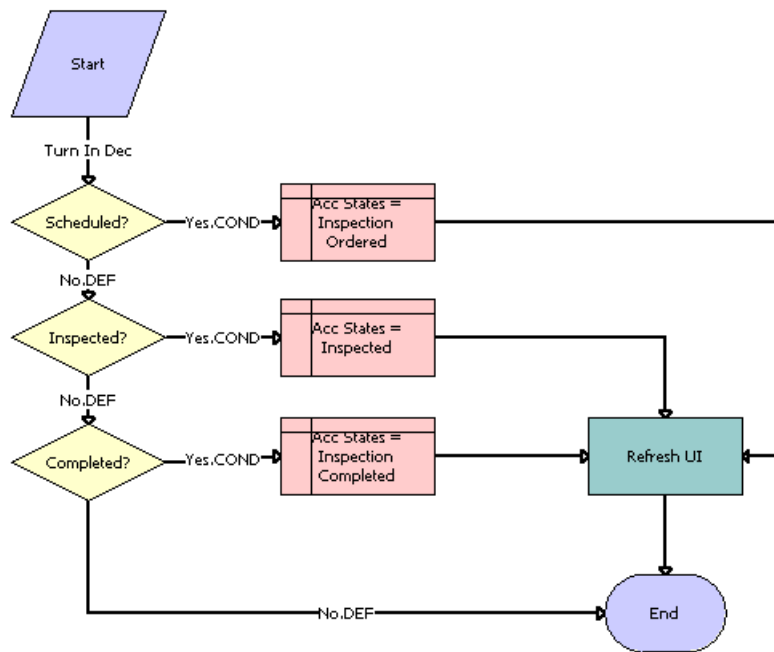 Start
Turn In Dec
Scheduled?
Yes.COND
Acc States =
Inspection
Ordered
No.DEF
Inspected?
Yes.COND
Acc States =
Inspected
No.DEF
Completed?
Yes.COND
Acc States =
Inspection
Completed
Refresh UI
No.DEF
End